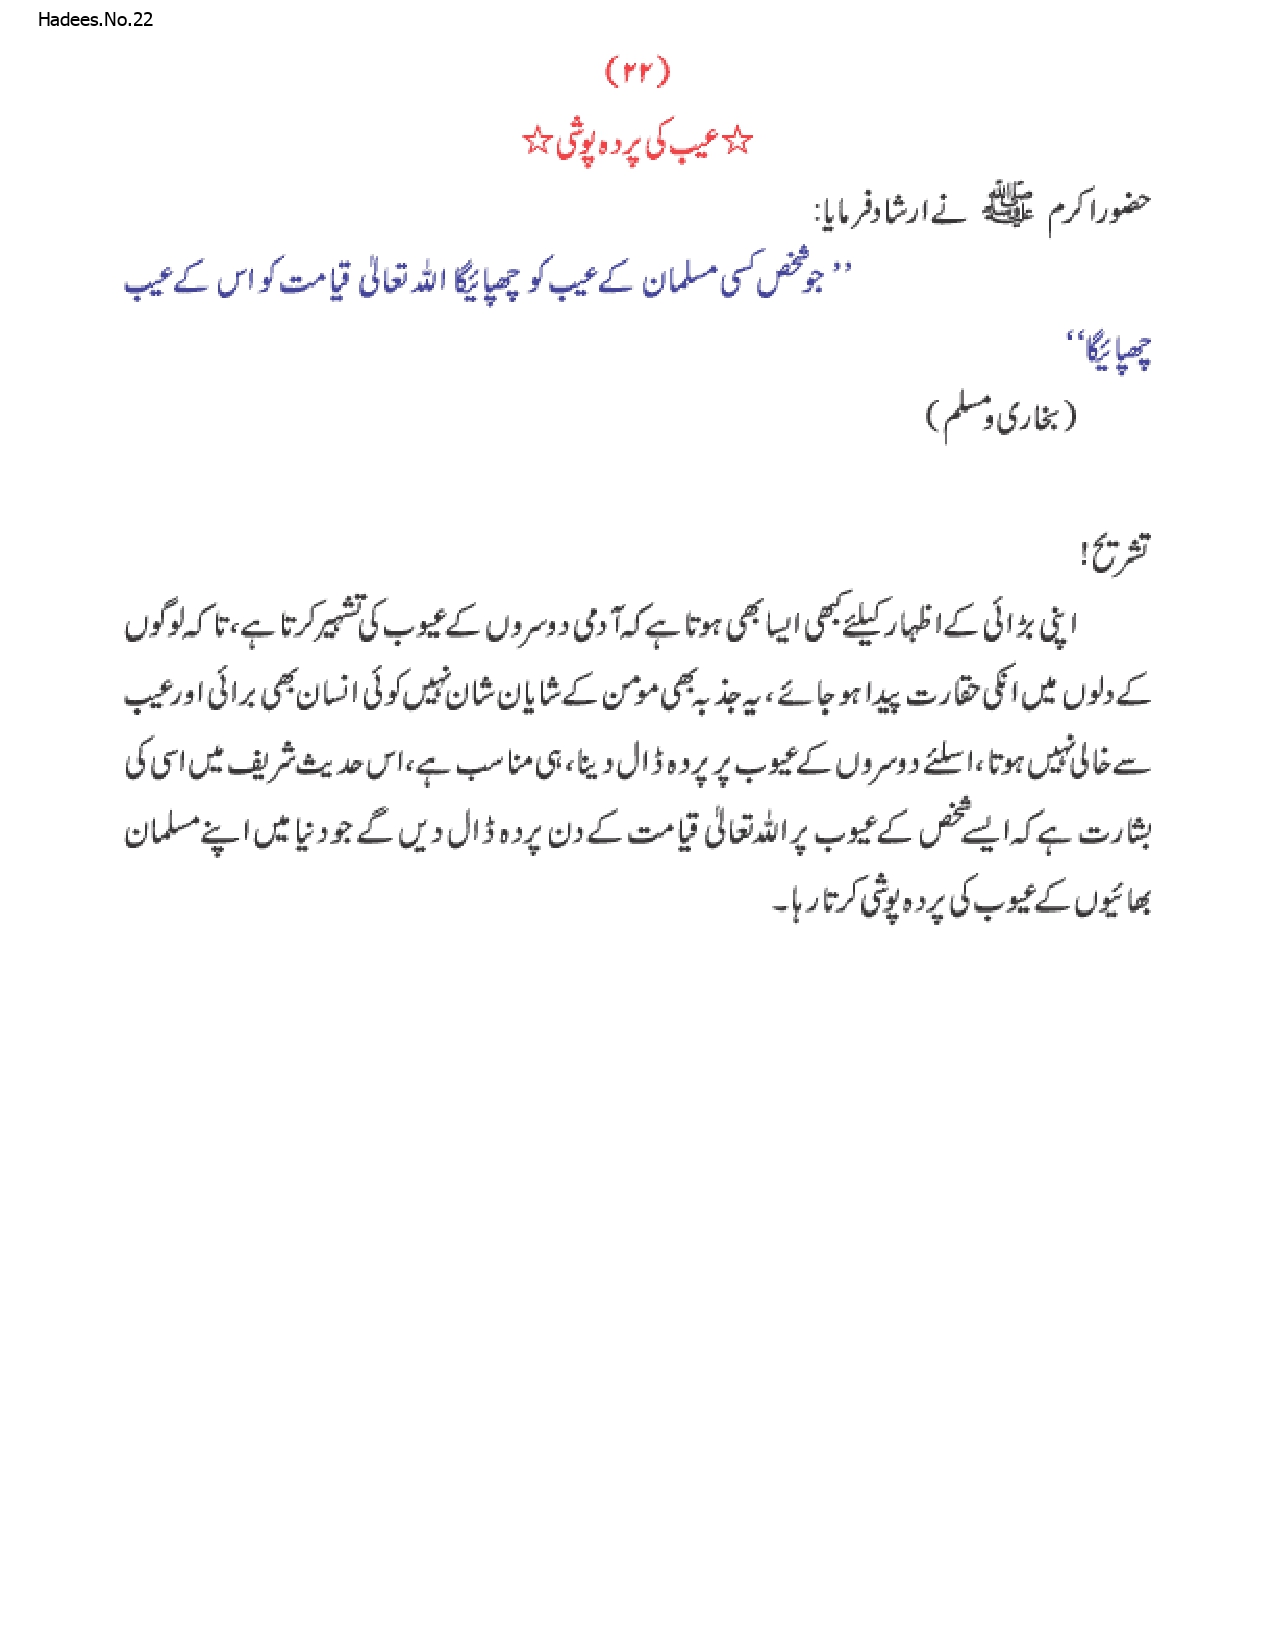 Hadees.No.22
(۲۲)
☆عیب کی پردہ پوشی☆
حضور اکرم ﷺ نے ارشاد فرمایا:
’’جو شخص کسی مسلمان کے عیب کو چھپائیگا اللہ تعالیٰ قیامت کو اس کے عیب
چھپائیگا‘‘
(بخاری و مسلم)
تشریح!
اپنی بڑائی کے اظہار کیلئے کبھی ایسا بھی ہوتا ہے کہ آدمی دوسروں کے عیوب کی تشہیر کرتا ہے، تاکہ لوگوں
کے دلوں میں انکی حقارت پیدا ہو جائے، یہ جذبہ بھی مومن کے شایان شان نہیں کوئی انسان بھی برائی اور عیب
سے خالی نہیں ہوتا، اسلئے دوسروں کے عیوب پر پردہ ڈال دینا، ہی مناسب ہے، اس حدیث شریف میں اسی کی
بشارت ہے کہ ایسے شخص کے عیوب پر اللہ تعالیٰ قیامت کے دن پردہ ڈال دیں گے جو دنیا میں اپنے مسلمان
بھائیوں کے عیوب کی پردہ پوشی کرتا رہا۔